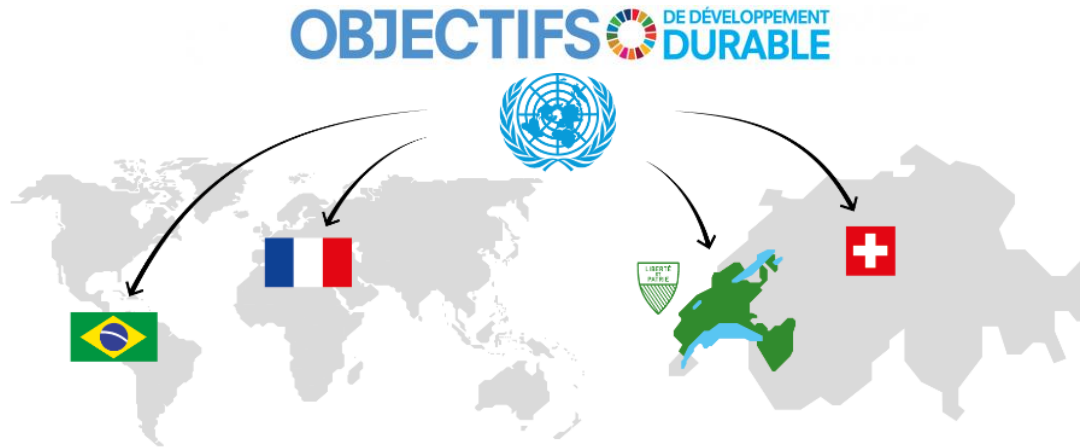 OBJECTIFS
DE DÉVELOPPEMENT
DURABLE
LIBERTÉ
ET
PATRIE